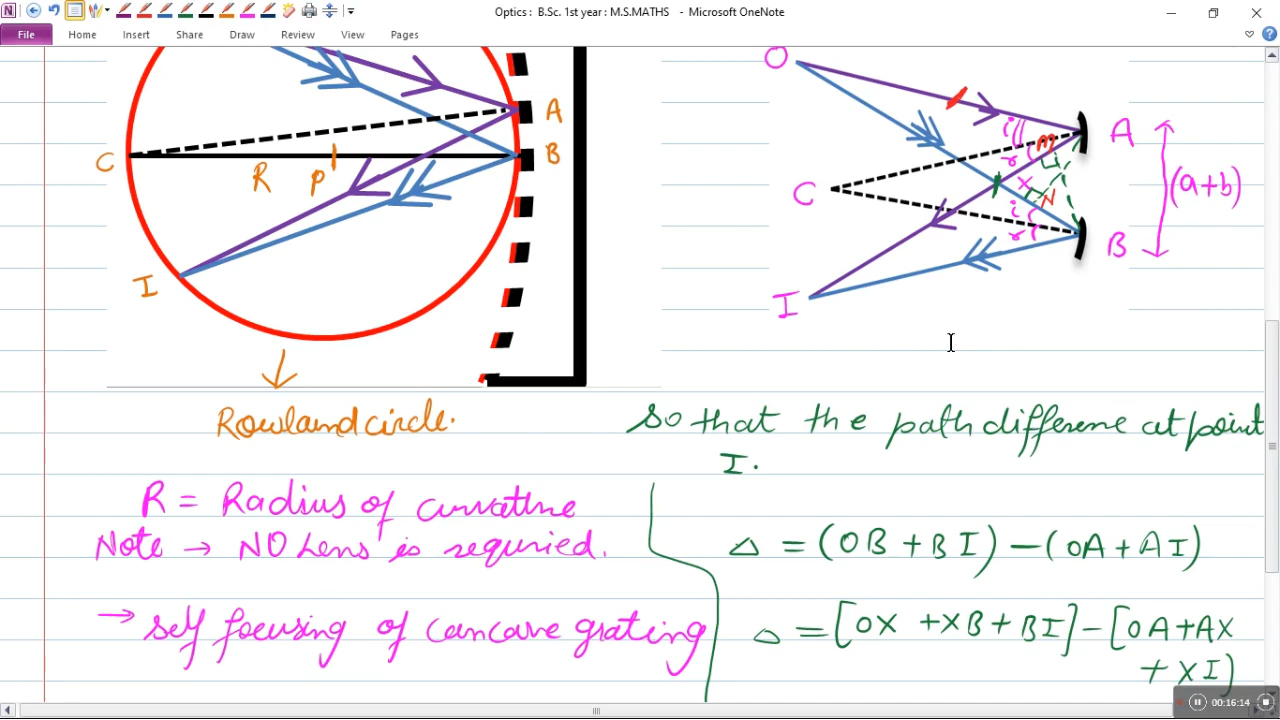 Optics : B.Sc. 1st year : M.S.MATHS - Microsoft OneNote
File Home Insert Share Draw Review View Pages
O
A
C
B
R P
I
i
r
M
X
N
i
r
A
(a+b)
C
B
I
Rowland circle.
R = Radius of curvature
Note → NO Lens is requried.
→ self focusing of concave grating
so that the path difference at point
I.
△ = (OB + BI) - (OA + AI)
△ = [OX + XB + BI] - [OA + AX
+ XI]
00:16:14